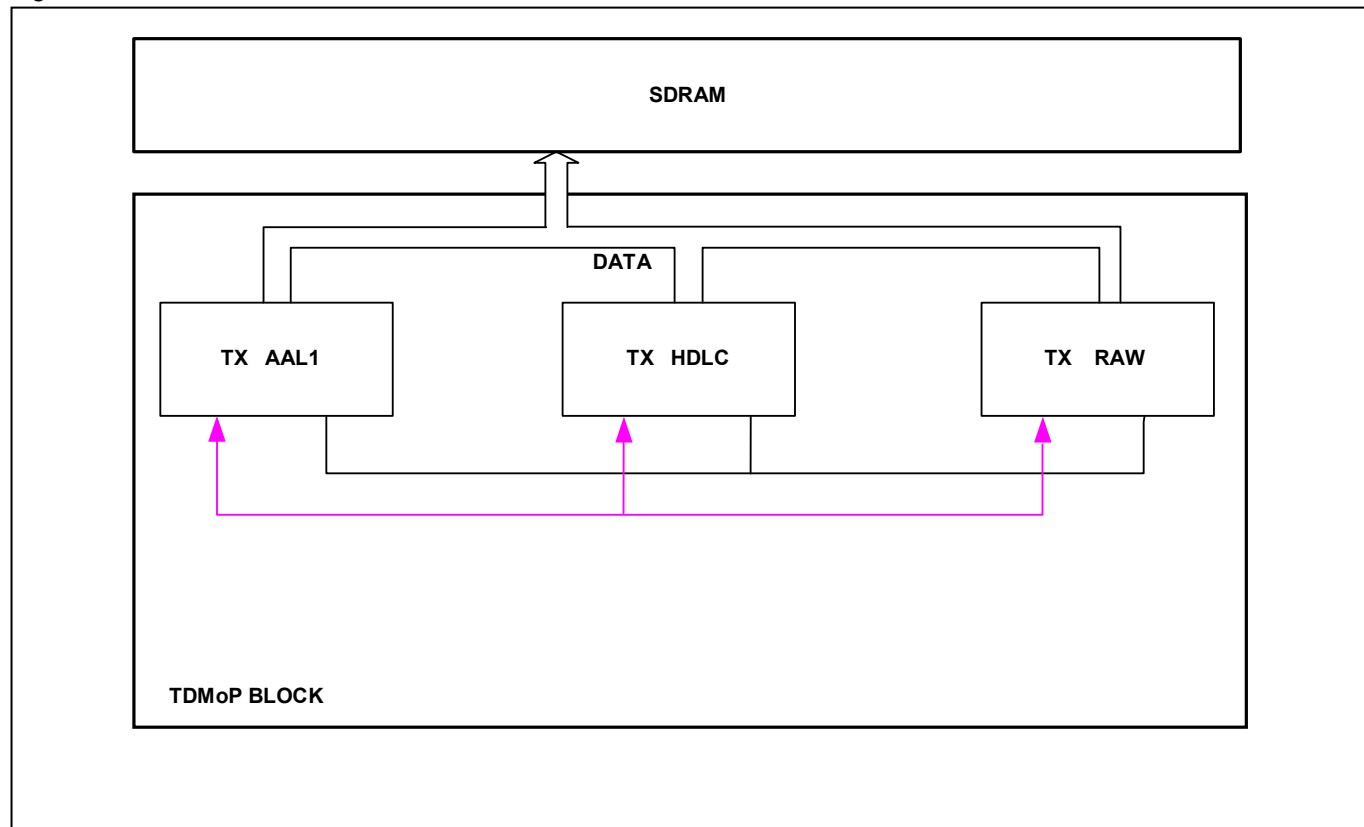 SDRAM
DATA
TX AAL1
TX HDLC
TX RAW
TDMoP BLOCK